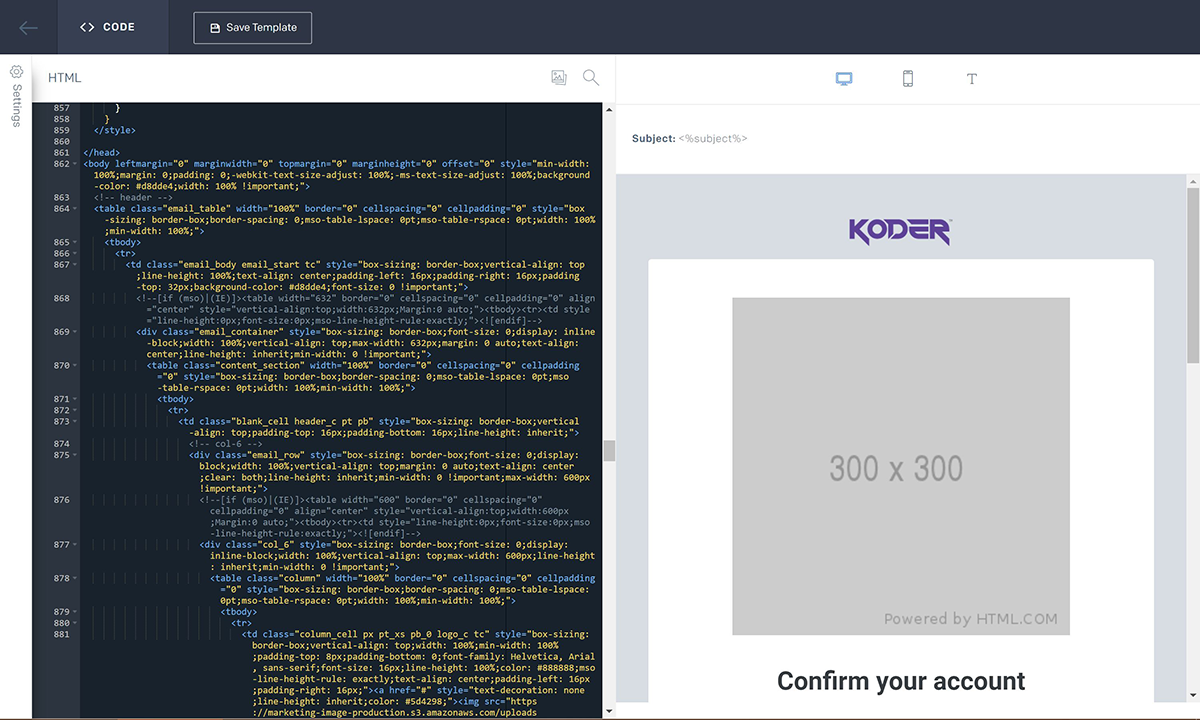 CODE
Save Template
Settings
HTML
857 }
858 }
859 </style>
860
861 </head>
862 <body leftmargin="0" marginwidth="0" topmargin="0" marginheight="0" offset="0" style="min-width:
100%;margin: 0;padding: 0;-webkit-text-size-adjust: 100%;-ms-text-size-adjust: 100%;background
-color: #d8dde4;width: 100% !important;">
863 <!-- header -->
864 <table class="email_table" width="100%" border="0" cellspacing="0" cellpadding="0" style="box
-sizing: border-box;border-spacing: 0;mso-table-lspace: 0pt;mso-table-rspace: 0pt;width: 100%
;min-width: 100%;">
865 <tbody>
866 <tr>
867 <td class="email_body email_start tc" style="box-sizing: border-box;vertical-align: top
;line-height: 100%;text-align: center;padding-left: 16px;padding-right: 16px;padding
-top: 32px;background-color: #d8dde4;font-size: 0 !important;">
868 <!--[if (mso)|(IE)]><table width="632" border="0" cellspacing="0" cellpadding="0" align
="center" style="vertical-align:top;width:632px;Margin:0 auto;"><tbody><tr><td style
="line-height:0px;font-size:0px;mso-line-height-rule:exactly;"><![endif]-->
869 <div class="email_container" style="box-sizing: border-box;font-size: 0;display: inline
-block;width: 100%;vertical-align: top;max-width: 632px;margin: 0 auto;text-align:
center;line-height: inherit;min-width: 0 !important;">
870 <table class="content_section" width="100%" border="0" cellspacing="0" cellpadding
="0" style="box-sizing: border-box;border-spacing: 0;mso-table-lspace: 0pt;mso
-table-rspace: 0pt;width: 100%;min-width: 100%;">
871 <tbody>
872 <tr>
873 <td class="blank_cell header_c pt pb" style="box-sizing: border-box;vertical
-align: top;padding-top: 16px;padding-bottom: 16px;line-height: inherit;">
874 <!-- col-6 -->
875 <div class="email_row" style="box-sizing: border-box;font-size: 0;display:
block;width: 100%;vertical-align: top;margin: 0 auto;text-align: center
;clear: both;line-height: inherit;min-width: 0 !important;max-width: 600px
!important;">
876 <!--[if (mso)|(IE)]><table width="600" border="0" cellspacing="0"
cellpadding="0" align="center" style="vertical-align:top;width:600px
;Margin:0 auto;"><tbody><tr><td style="line-height:0px;font-size:0px;mso
-line-height-rule:exactly;"><![endif]-->
877 <div class="col_6" style="box-sizing: border-box;font-size: 0;display:
inline-block;width: 100%;vertical-align: top;max-width: 600px;line-height
: inherit;min-width: 0 !important;">
878 <table class="column" width="100%" border="0" cellspacing="0" cellpadding
="0" style="box-sizing: border-box;border-spacing: 0;mso-table-lspace:
0pt;mso-table-rspace: 0pt;width: 100%;min-width: 100%;">
879 <tbody>
880 <tr>
881 <td class="column_cell px pt_xs pb_0 logo_c tc" style="box-sizing:
border-box;vertical-align: top;width: 100%;min-width: 100%
;padding-top: 8px;padding-bottom: 0;font-family: Helvetica, Arial
, sans-serif;font-size: 16px;line-height: 100%;color: #888888;mso
-line-height-rule: exactly;text-align: center;padding-left: 16px
;padding-right: 16px;"><a href="#" style="text-decoration: none
;line-height: inherit;color: #5d4298;"><img src="https
://marketing-image-production.s3.amazonaws.com/uploads
T
Subject: <%subject%>
KODER™
300 x 300
Powered by HTML.COM
Confirm your account